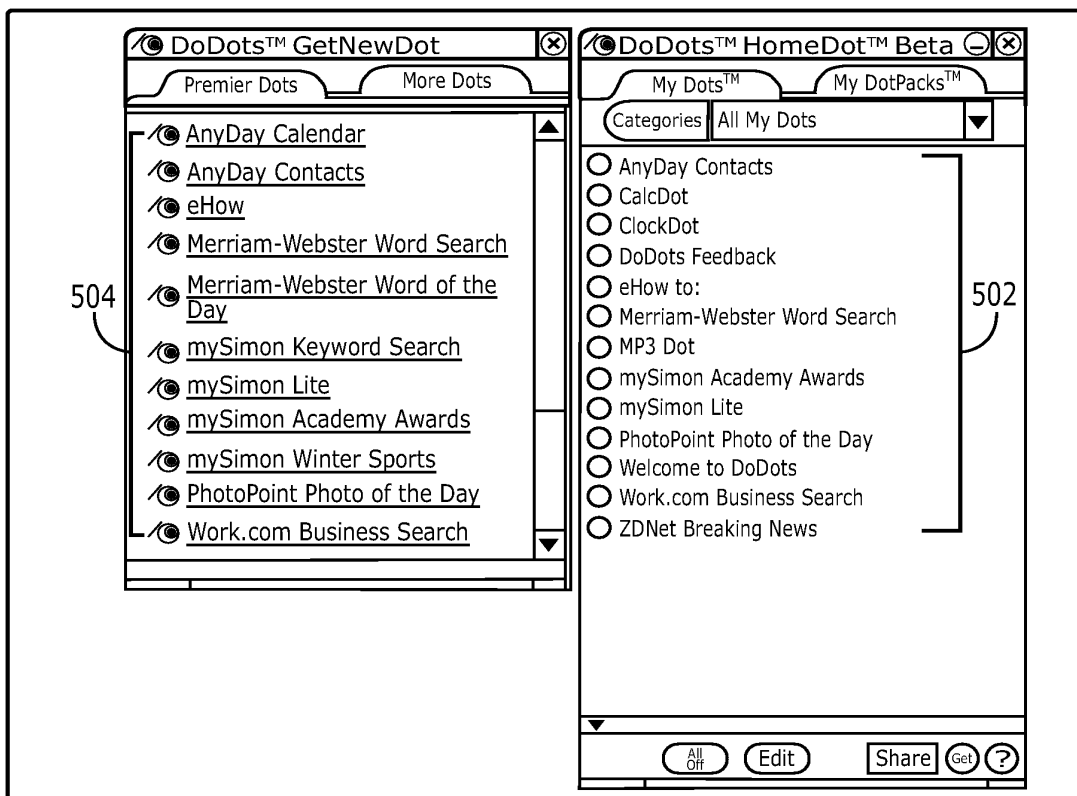 DoDots™ GetNewDot
Premier Dots
More Dots
AnyDay Calendar
AnyDay Contacts
eHow
Merriam-Webster Word Search
Merriam-Webster Word of the
Day
mySimon Keyword Search
mySimon Lite
mySimon Academy Awards
mySimon Winter Sports
PhotoPoint Photo of the Day
Work.com Business Search
504
DoDots™ HomeDot™ Beta
My Dots™
My DotPacks™
Categories
All My Dots
AnyDay Contacts
CalcDot
ClockDot
DoDots Feedback
eHow to:
Merriam-Webster Word Search
MP3 Dot
mySimon Academy Awards
mySimon Lite
PhotoPoint Photo of the Day
Welcome to DoDots
Work.com Business Search
ZDNet Breaking News
502
All
Off
Edit
Share
Get
?